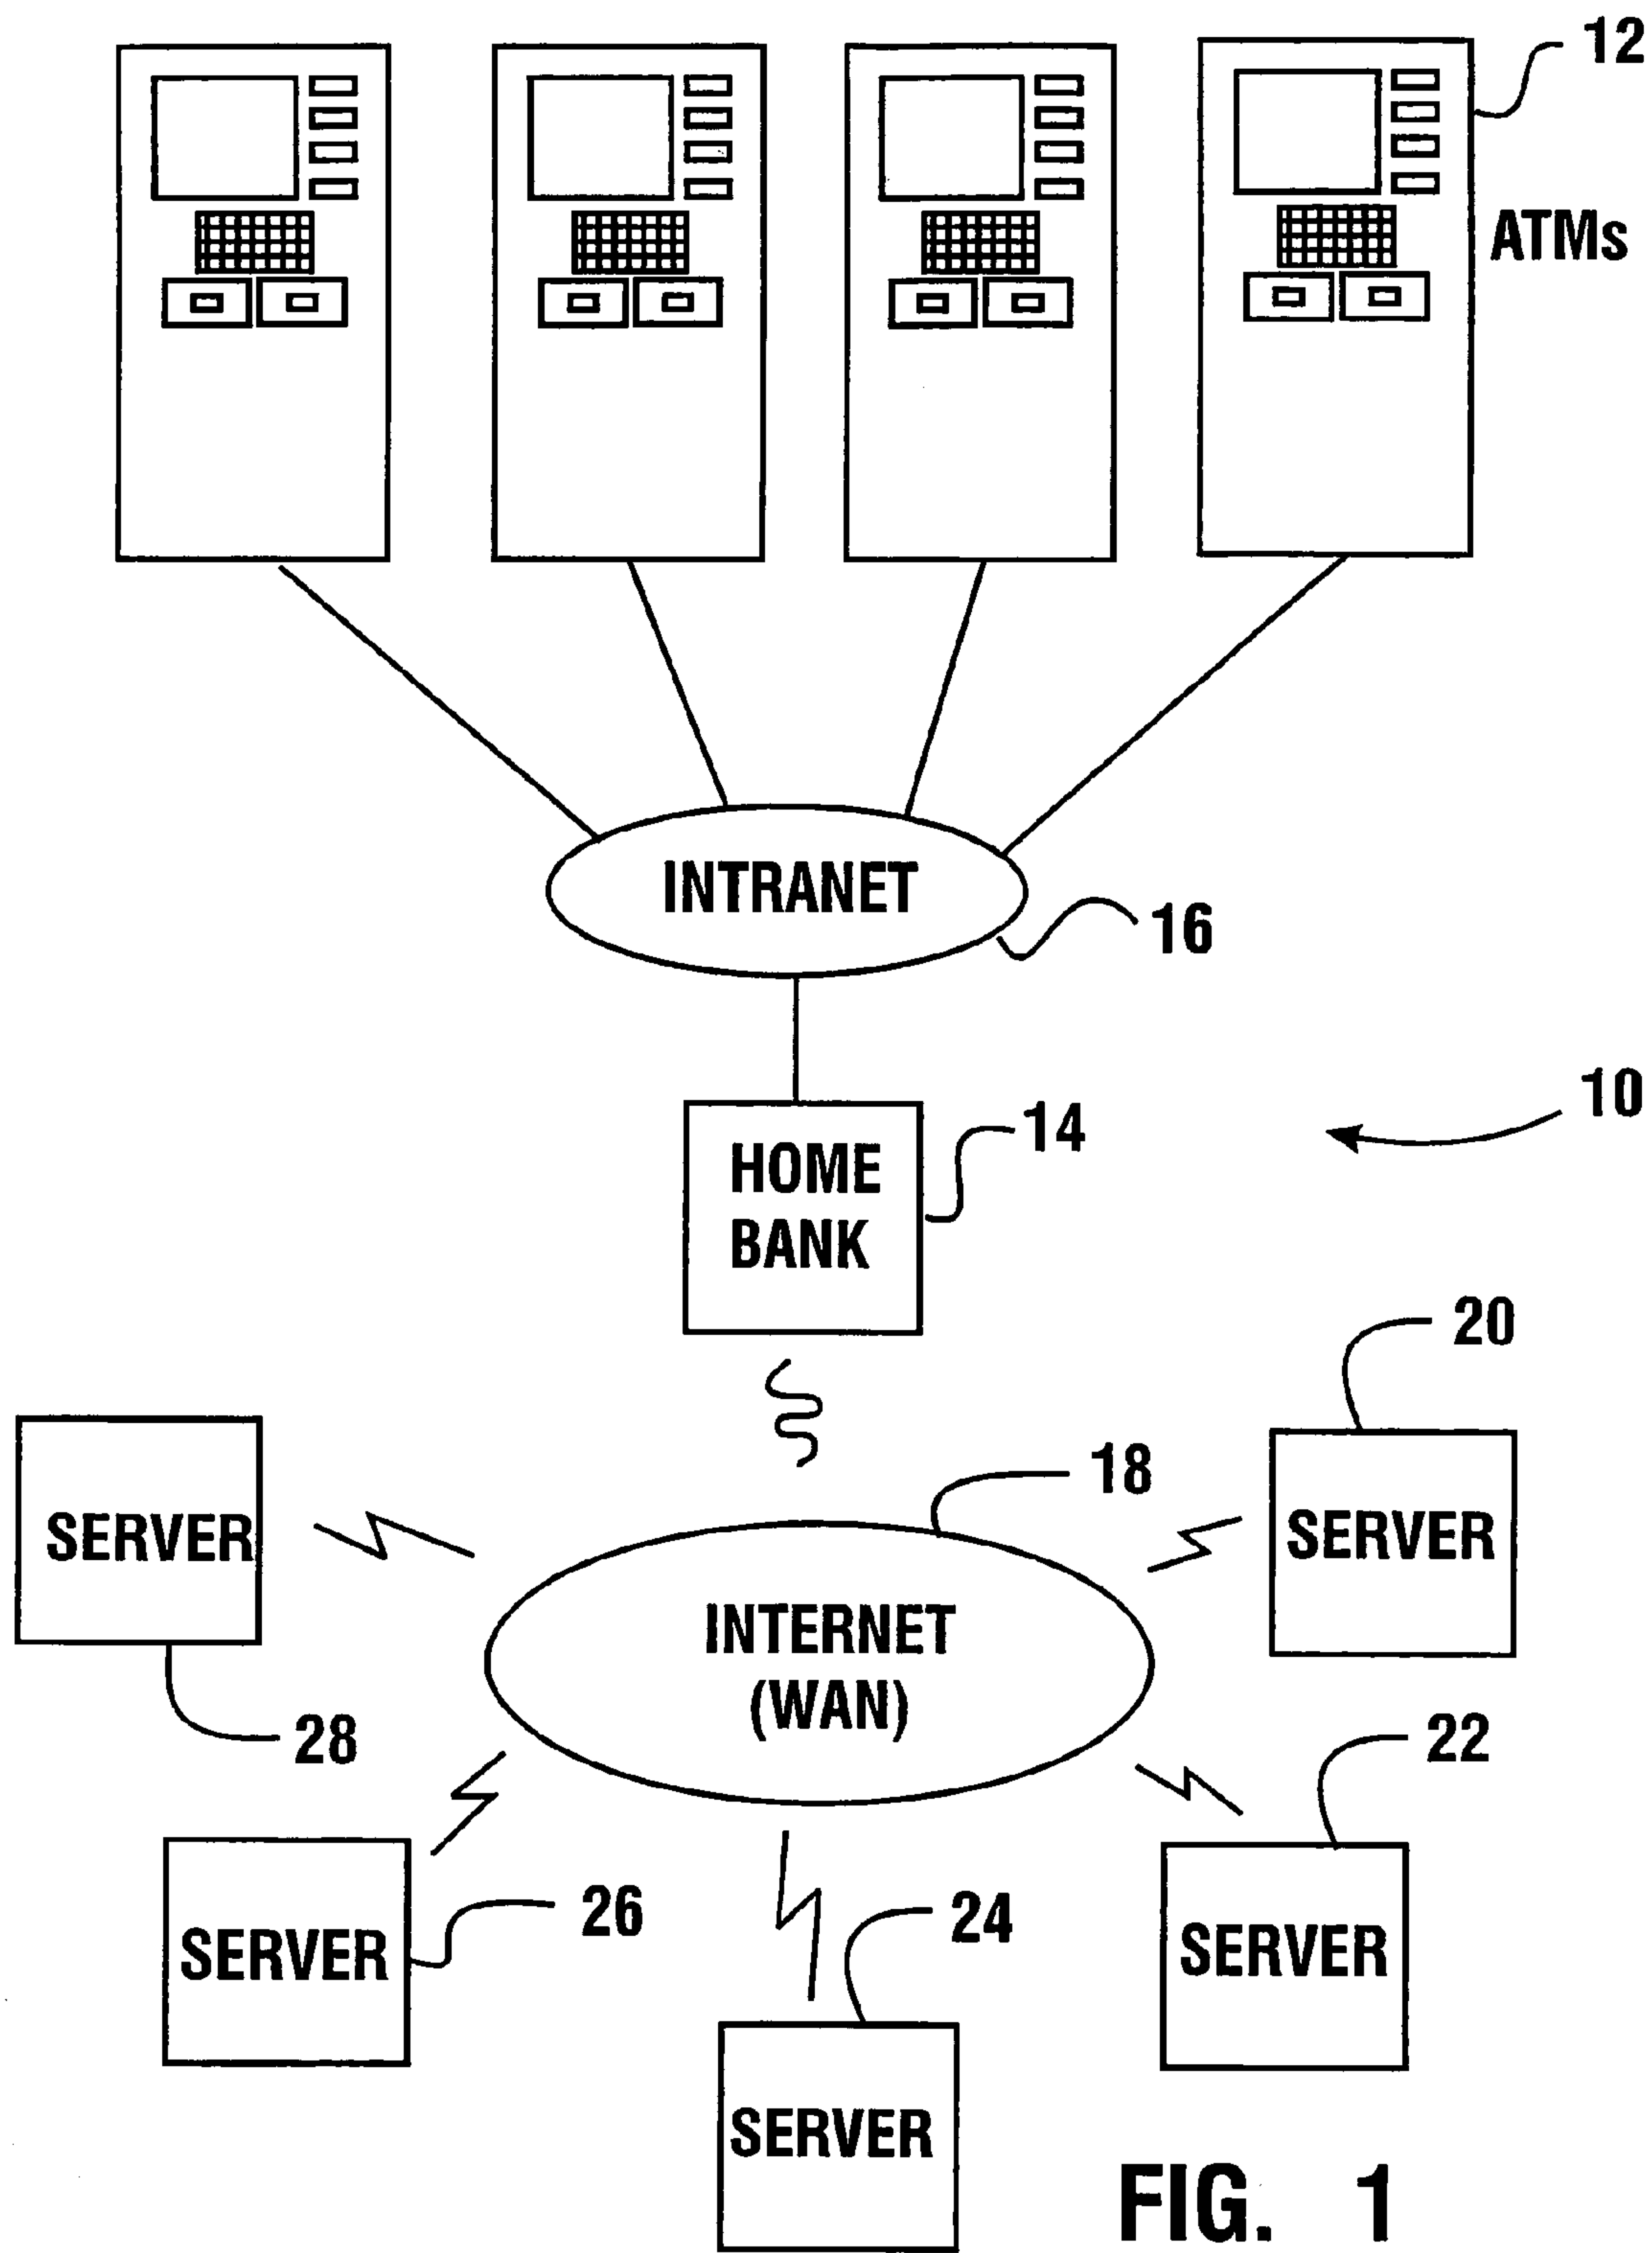 12
ATMs
INTRANET
16
10
14
HOME
BANK
20
18
SERVER
SERVER
INTERNET
(WAN)
28
22
26
24
SERVER
SERVER
SERVER
FIG. 1